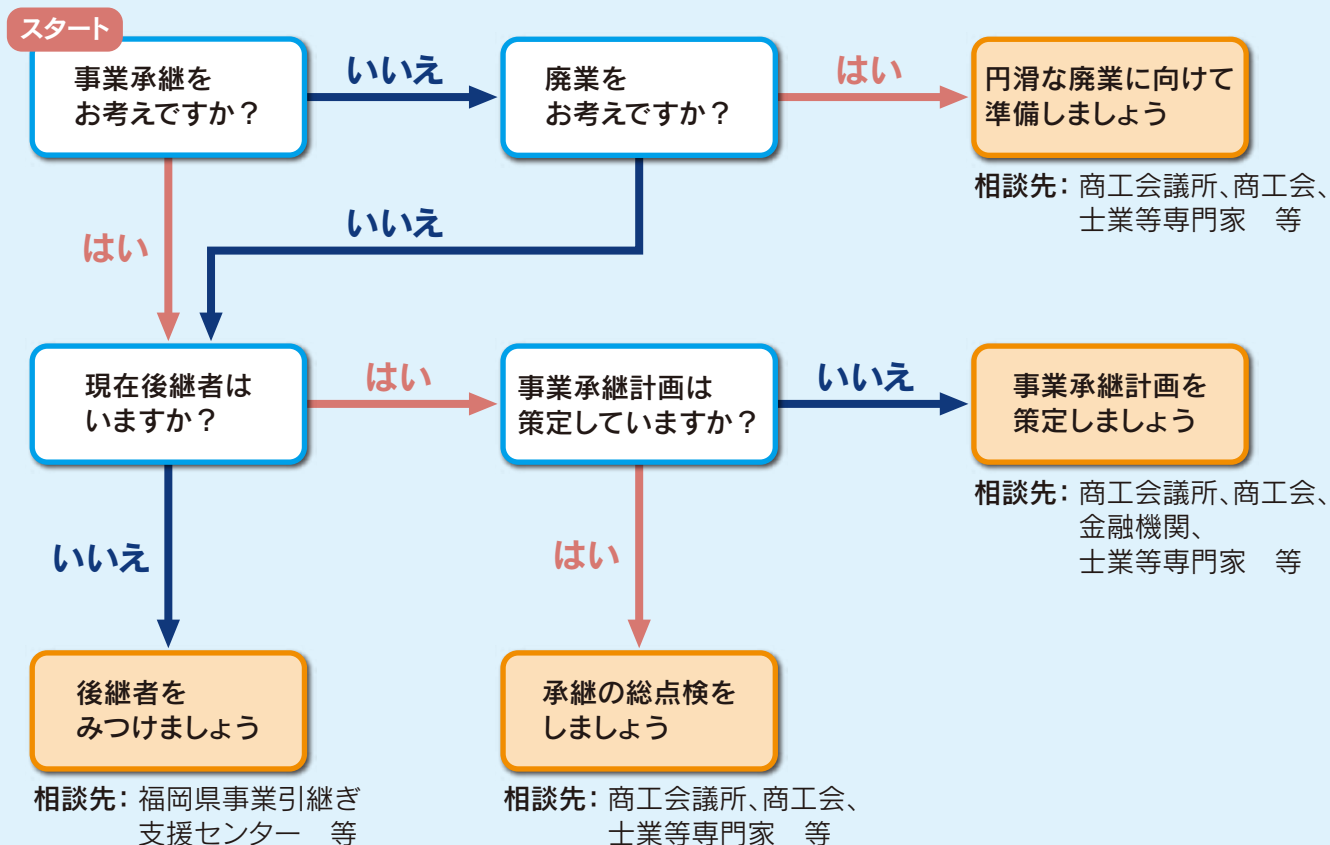 スタート
事業承継を
お考えですか？
いいえ
廃業を
お考えですか？
はい
円滑な廃業に向けて
準備しましょう
相談先：商工会議所、商工会、
士業等専門家　等
はい
いいえ
現在後継者は
いますか？
はい
事業承継計画は
策定していますか？
いいえ
事業承継計画を
策定しましょう
相談先：商工会議所、商工会、
金融機関、
士業等専門家　等
いいえ
はい
後継者を
みつけましょう
相談先：福岡県事業引継ぎ
支援センター　等
承継の総点検を
しましょう
相談先：商工会議所、商工会、
士業等専門家　等